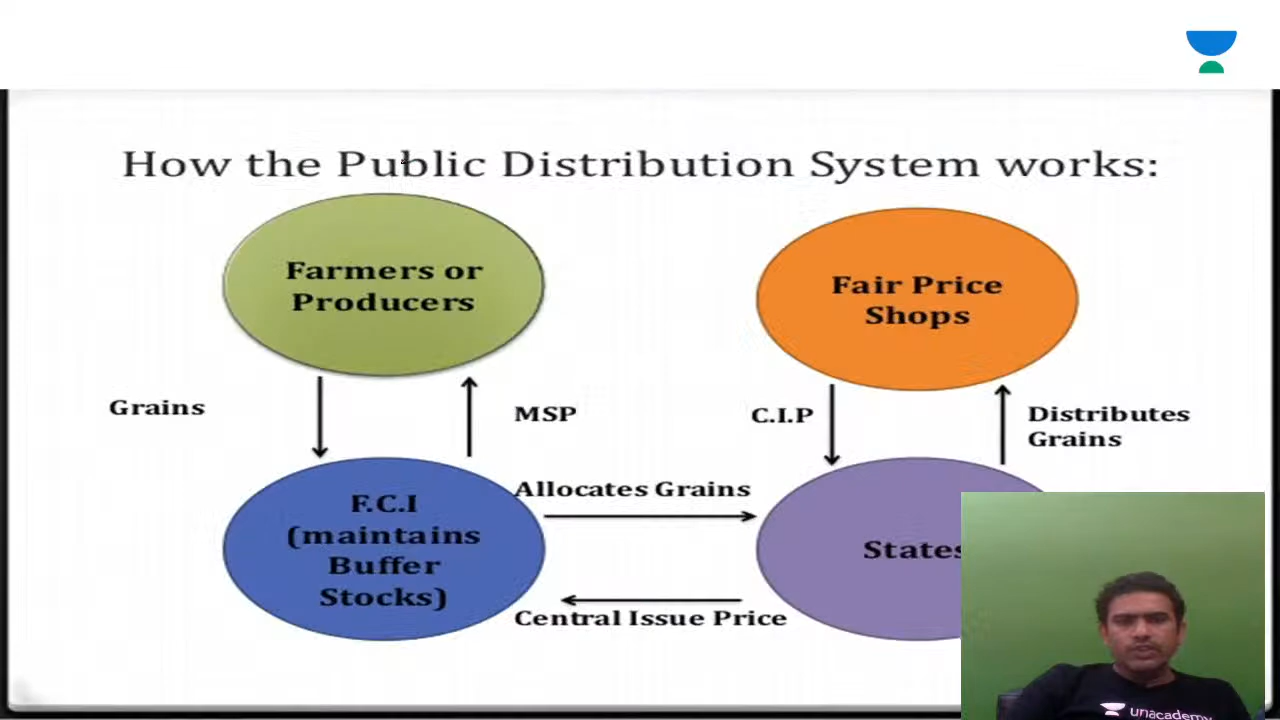 How the Public Distribution System works:
Farmers or
Producers
Fair Price
Shops
Grains
MSP
C.I.P
Distributes
Grains
Allocates Grains
F.C.I
(maintains
Buffer
Stocks)
States
Central Issue Price
unacademy